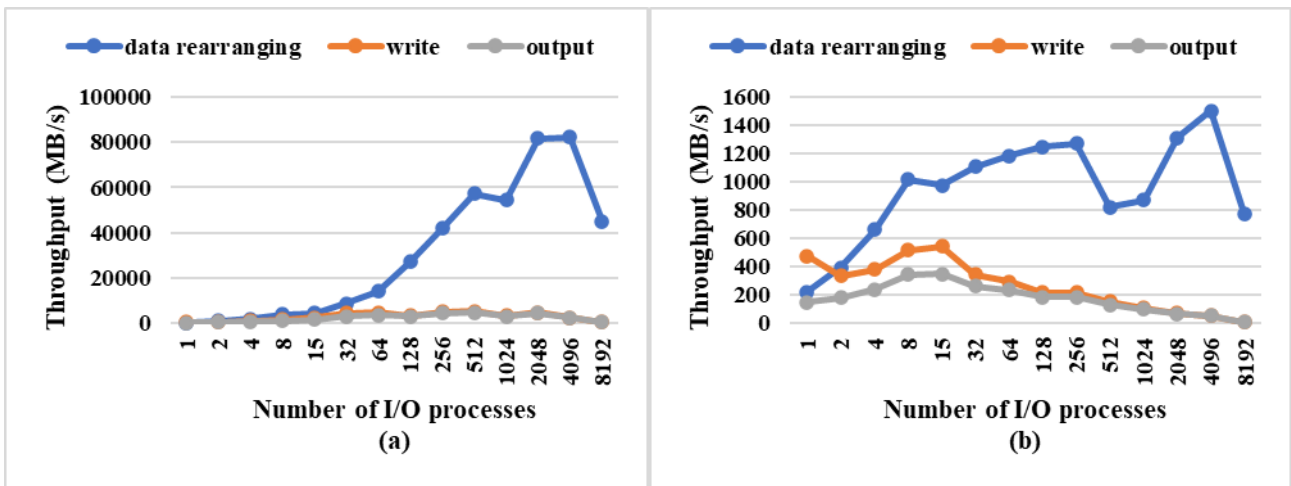 data rearranging write output
Throughput (MB/s)
100000
80000
60000
40000
20000
0
1 2 4 8 15 32 64 128 256 512 1024 2048 4096 8192
Number of I/O processes
(a)
data rearranging write output
Throughput (MB/s)
1600
1400
1200
1000
800
600
400
200
0
1 2 4 8 15 32 64 128 256 512 1024 2048 4096 8192
Number of I/O processes
(b)